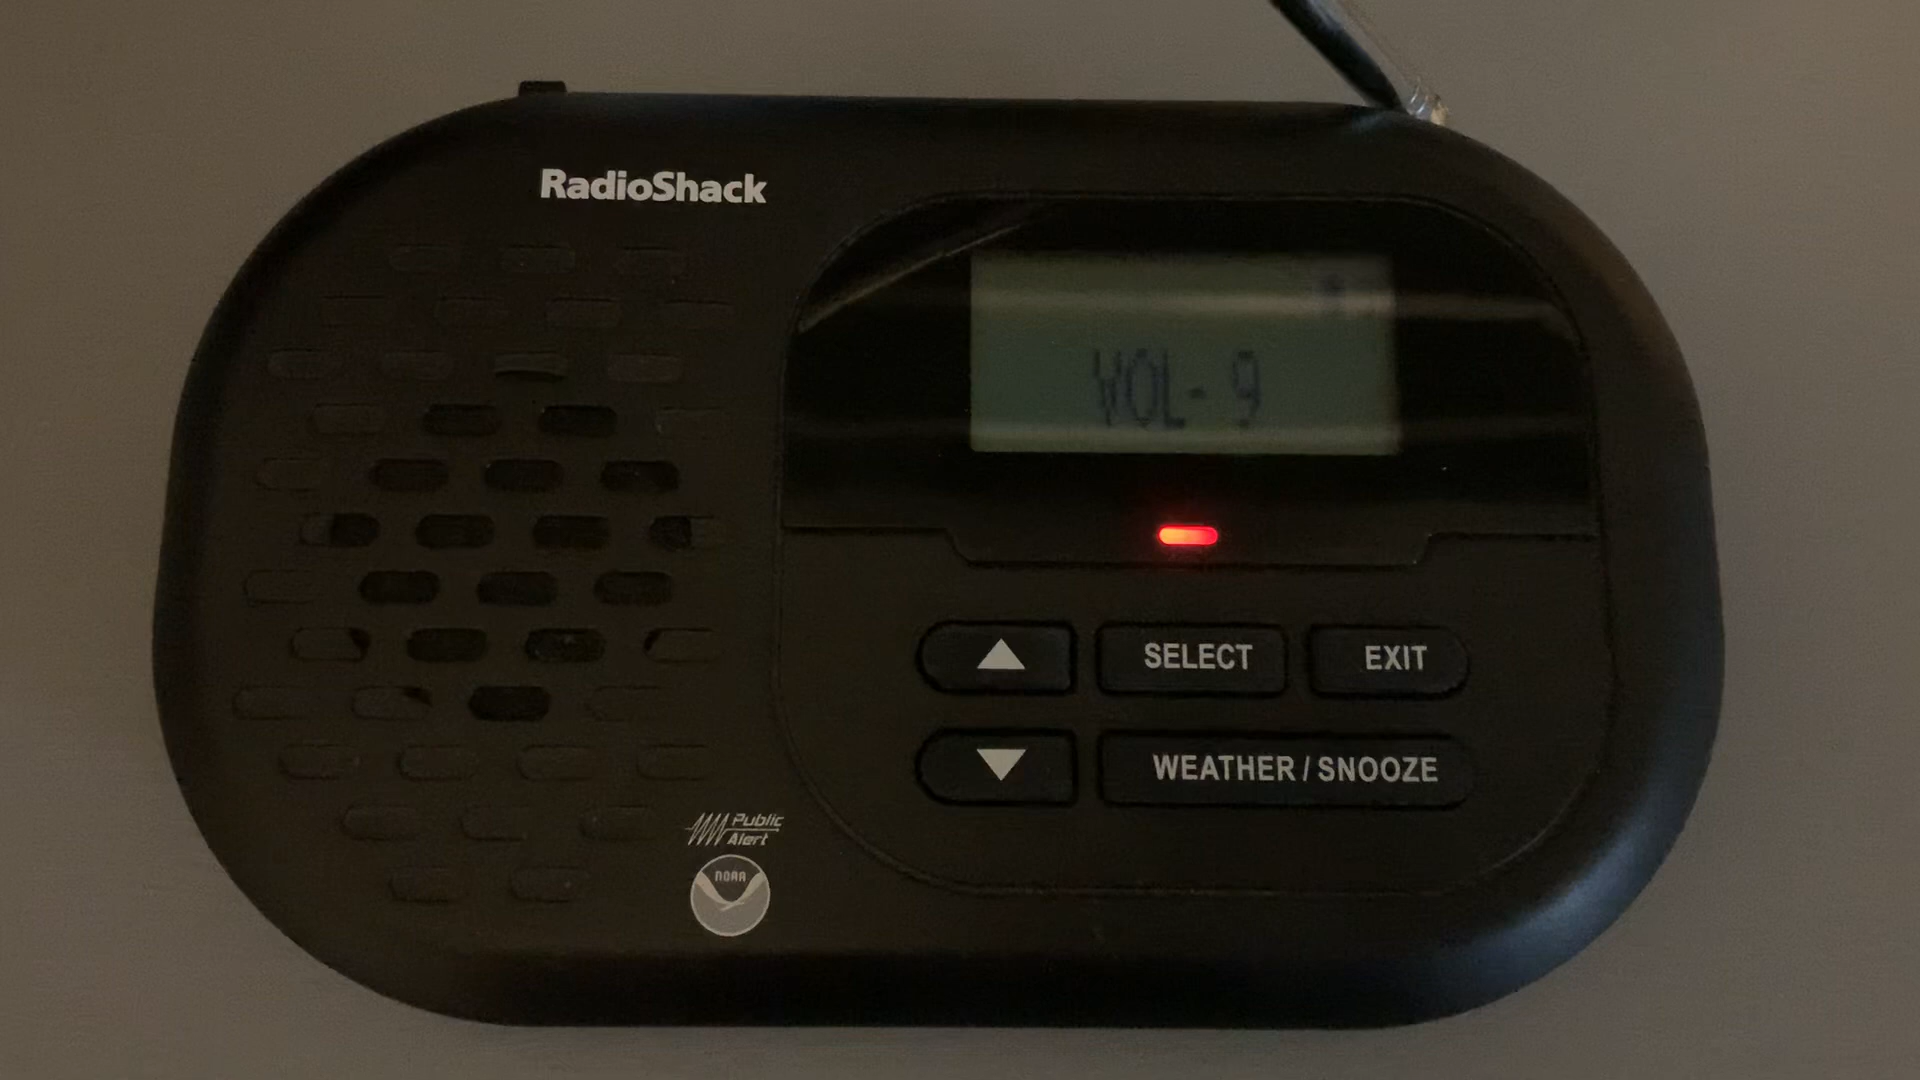 RadioShack
VOL- 9
SELECT
EXIT
WEATHER / SNOOZE
Public
Alert
NOAA